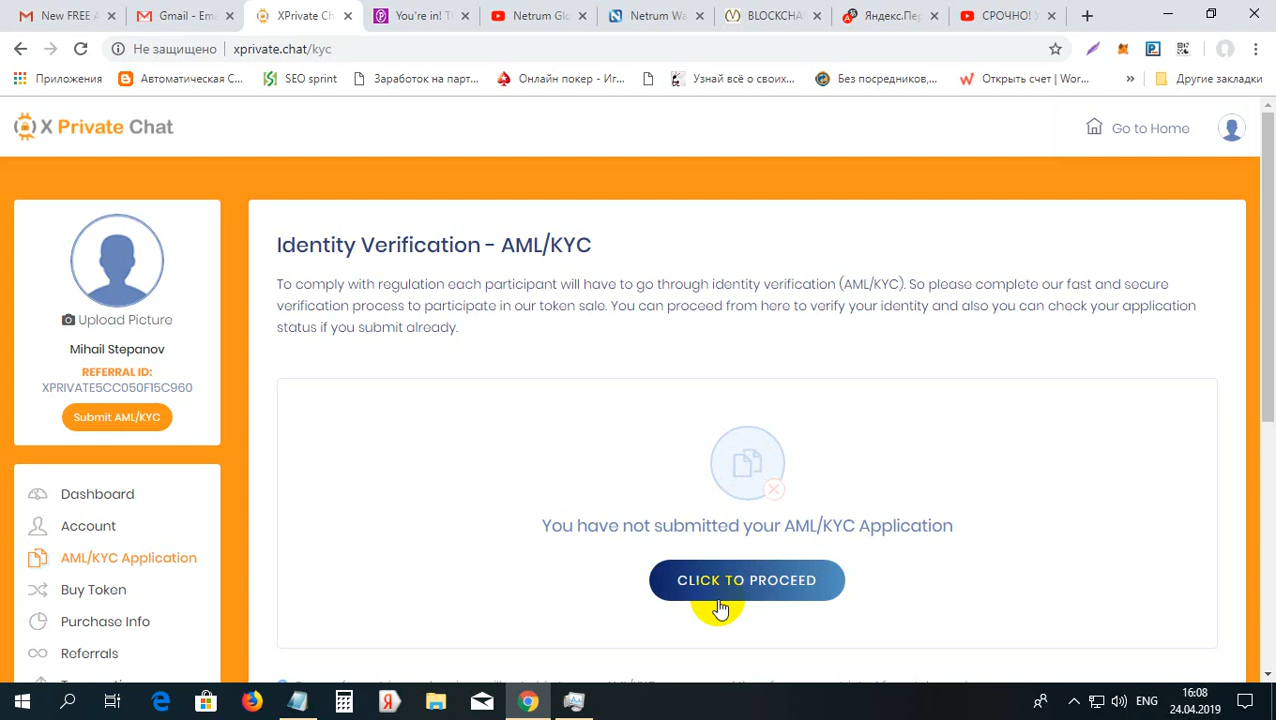 New FREE A
Gmail - Ema
XPrivate Ch
You're in! Th
Netrum Glo
Netrum Wa
BLOCKCHA
Яндекс.Пер
СРОЧНО! У
Не защищено
xprivate.chat/kyc
Приложения
Автоматическая С...
SEO sprint
Заработок на парт...
Онлайн покер - Иг...
Узнай всё о своих...
Без посредников,...
Открыть счет | Wor...
»
Другие закладки
X Private Chat
Go to Home
Upload Picture
Mihail Stepanov
REFERRAL ID:
XPRIVATE5CC050F15C960
Submit AML/KYC
Dashboard
Account
AML/KYC Application
Buy Token
Purchase Info
Referrals
Identity Verification - AML/KYC
To comply with regulation each participant will have to go through identity verification (AML/KYC). So please complete our fast and secure
verification process to participate in our token sale. You can proceed from here to verify your identity and also you can check your application
status if you submit already.
You have not submitted your AML/KYC Application
CLICK TO PROCEED
ENG
16:08
24.04.2019